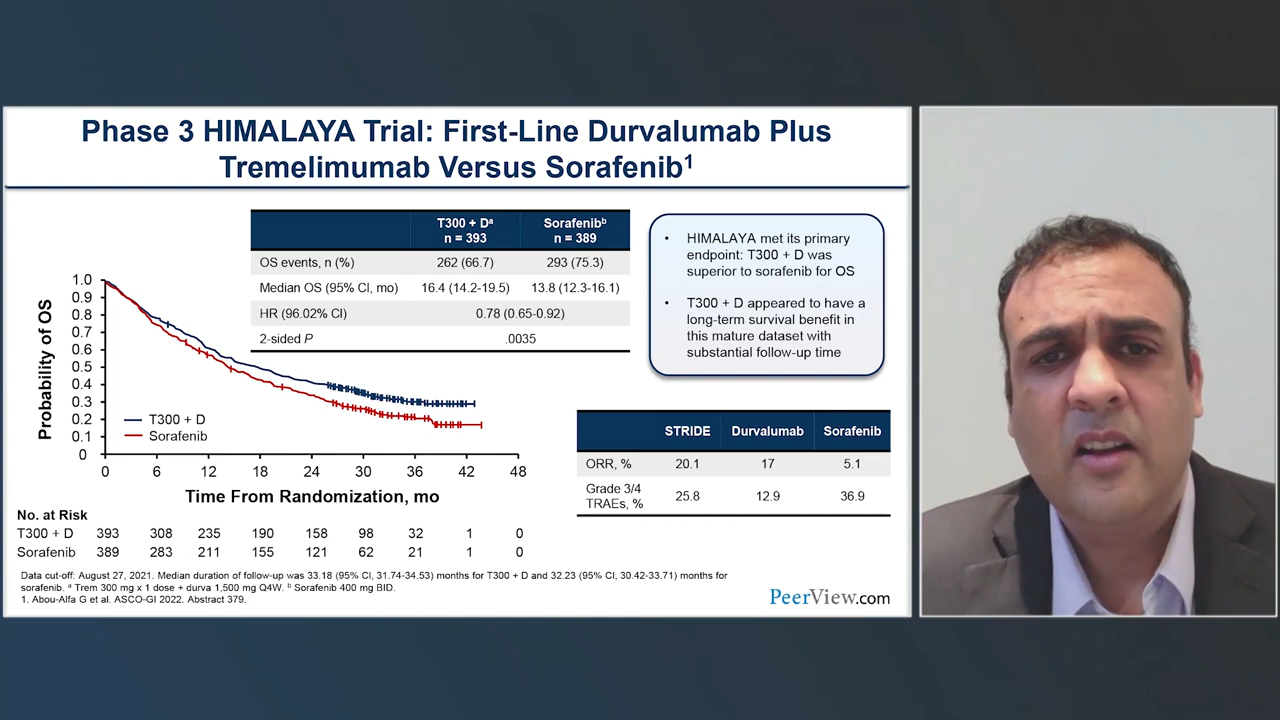 Phase 3 HIMALAYA Trial: First-Line Durvalumab Plus
Tremelimumab Versus Sorafenib1
T300 + Da
n = 393
Sorafenibb
n = 389
OS events, n (%) 262 (66.7) 293 (75.3)
Median OS (95% CI, mo) 16.4 (14.2-19.5) 13.8 (12.3-16.1)
HR (96.02% CI) 0.78 (0.65-0.92)
2-sided P .0035
• HIMALAYA met its primary
endpoint: T300 + D was
superior to sorafenib for OS
• T300 + D appeared to have a
long-term survival benefit in
this mature dataset with
substantial follow-up time
Probability of OS
1.0
0.9
0.8
0.7
0.6
0.5
0.4
0.3
0.2
0.1
0
T300 + D
Sorafenib
0 6 12 18 24 30 36 42 48
Time From Randomization, mo
No. at Risk
T300 + D 393 308 235 190 158 98 32 1 0
Sorafenib 389 283 211 155 121 62 21 1 0
STRIDE Durvalumab Sorafenib
ORR, % 20.1 17 5.1
Grade 3/4
TRAEs, % 25.8 12.9 36.9
Data cut-off: August 27, 2021. Median duration of follow-up was 33.18 (95% CI, 31.74-34.53) months for T300 + D and 32.23 (95% CI, 30.42-33.71) months for
sorafenib. a Trem 300 mg x 1 dose + durva 1,500 mg Q4W. b Sorafenib 400 mg BID.
1. Abou-Alfa G et al. ASCO-GI 2022. Abstract 379.
PeerView.com